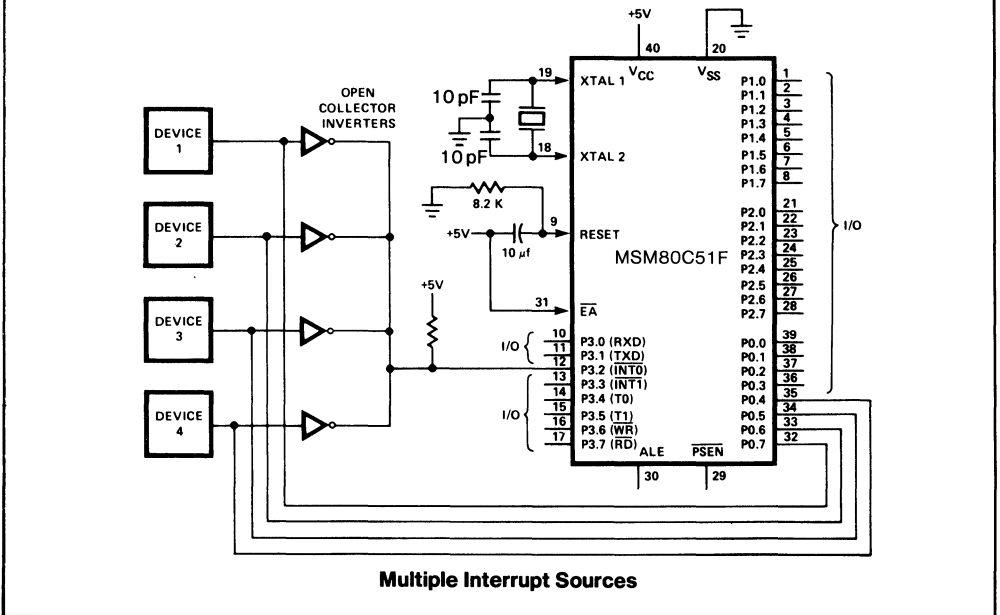 +5V
40
20
VCC
VSS
19
XTAL 1
10 pF
10 pF
18
XTAL 2
OPEN
COLLECTOR
INVERTERS
DEVICE
1
DEVICE
2
DEVICE
3
DEVICE
4
8.2 K
9
RESET
+5V
10 μf
MSM80C51F
31
EA
+5V
I/O
10
P3.0 (RXD)
11
P3.1 (TXD)
12
P3.2 (INT0)
13
P3.3 (INT1)
I/O
14
P3.4 (T0)
15
P3.5 (T1)
16
P3.6 (WR)
17
P3.7 (RD)
ALE
PSEN
30
29
P1.0
1
P1.1
2
P1.2
3
P1.3
4
P1.4
5
P1.5
6
P1.6
7
P1.7
8
P2.0
21
P2.1
22
P2.2
23
P2.3
24
P2.4
25
P2.5
26
P2.6
27
P2.7
28
I/O
P0.0
39
P0.1
38
P0.2
37
P0.3
36
P0.4
35
P0.5
34
P0.6
33
P0.7
32
Multiple Interrupt Sources